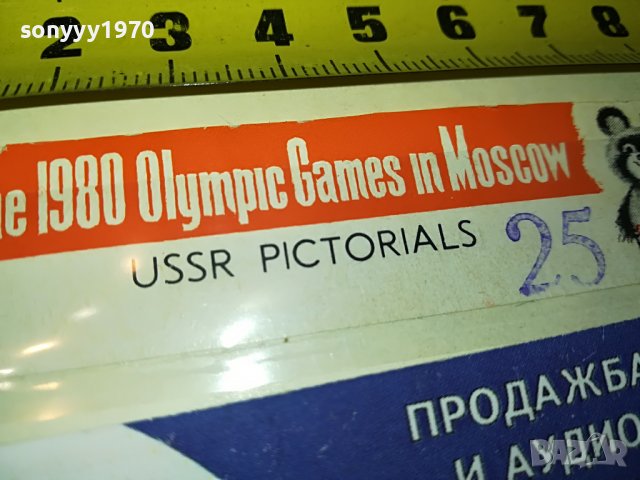 sonyyy1970
2 3 4 5 6 7 8
he 1980 Olympic Games in Moscow
USSR PICTORIALS
25
ПРОДАЖБА
И АУДИО
BAZAR